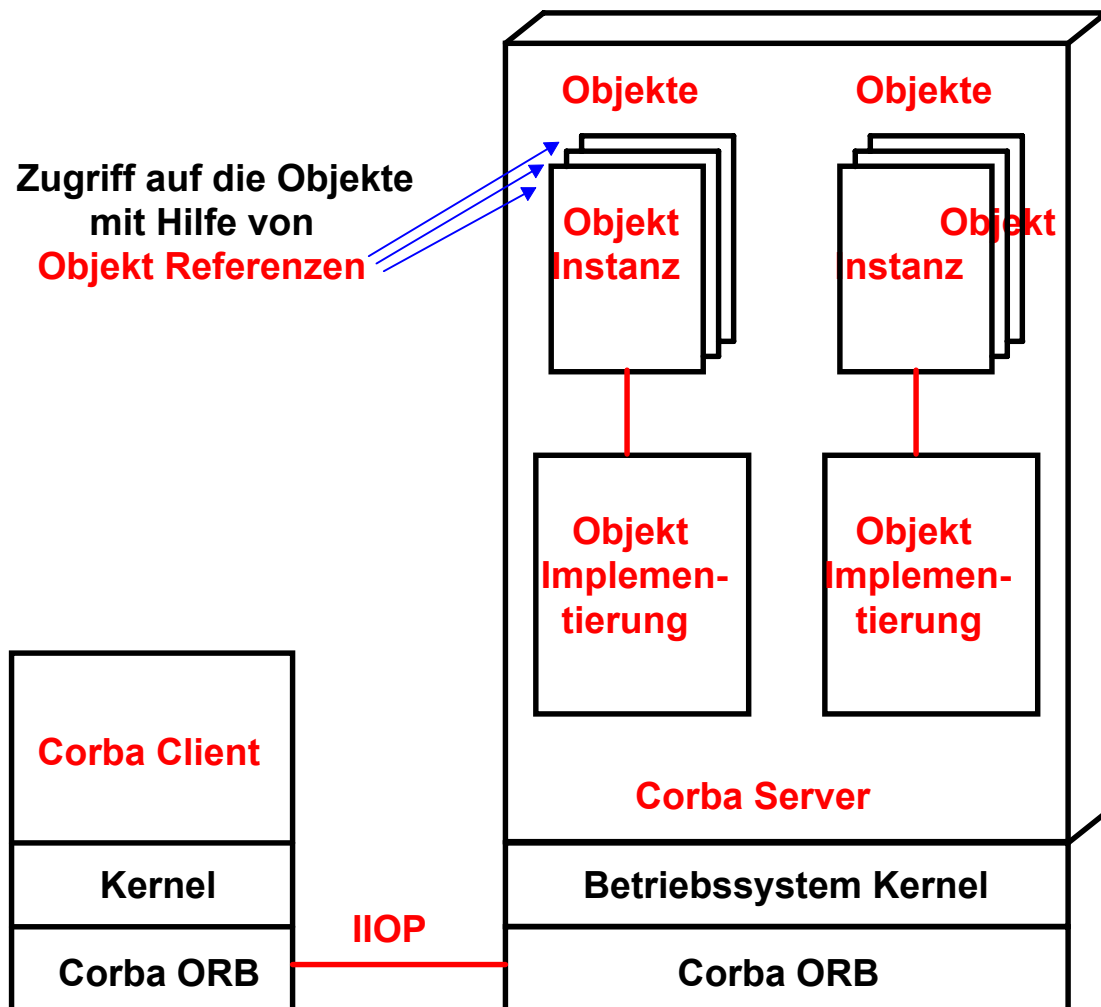 Objekte
Objekte
Zugriff auf die Objekte
mit Hilfe von
Objekt Referenzen
Objekt
Instanz
Objekt
Instanz
Objekt
Implemen-
tierung
Objekt
Implemen-
tierung
Corba Client
Corba Server
Kernel
Betriebssystem Kernel
IIOP
Corba ORB
Corba ORB